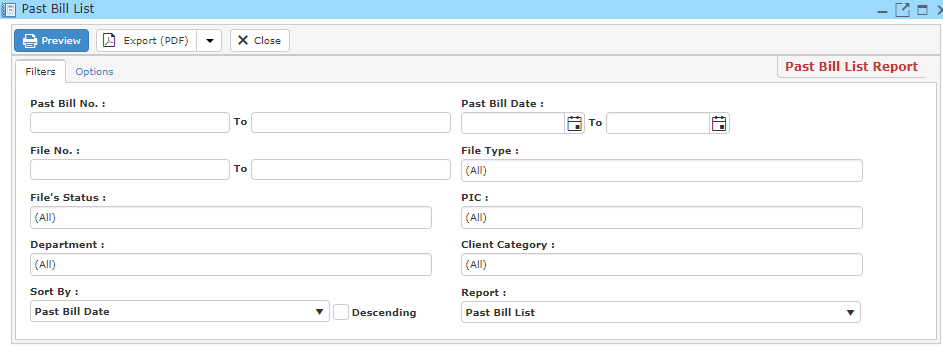 Past Bill List
Preview Export (PDF) Close
Filters Options Past Bill List Report
Past Bill No. : Past Bill Date :
To To
File No. : File Type :
To (All)
File's Status : PIC :
(All) (All)
Department : Client Category :
(All) (All)
Sort By : Report :
Past Bill Date Descending Past Bill List